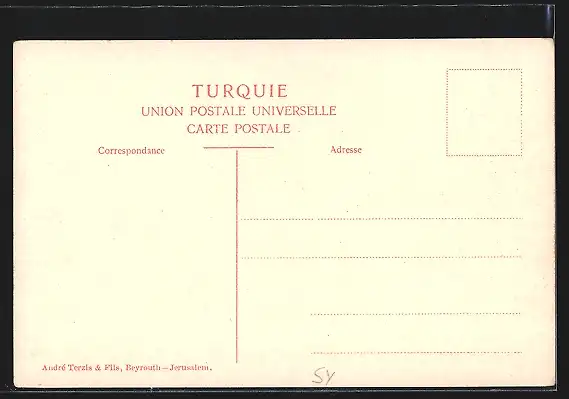 TURQUIE
UNION POSTALE UNIVERSELLE
CARTE POSTALE
Correspondance
Adresse
André Terzis & Fils, Beyrouth—Jerusalem.
SY